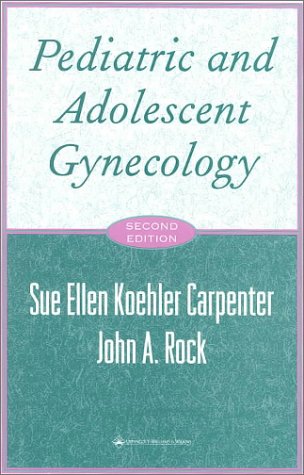 Pediatric and
Adolescent
Gynecology
SECOND
EDITION
Sue Ellen Koehler Carpenter
John A. Rock